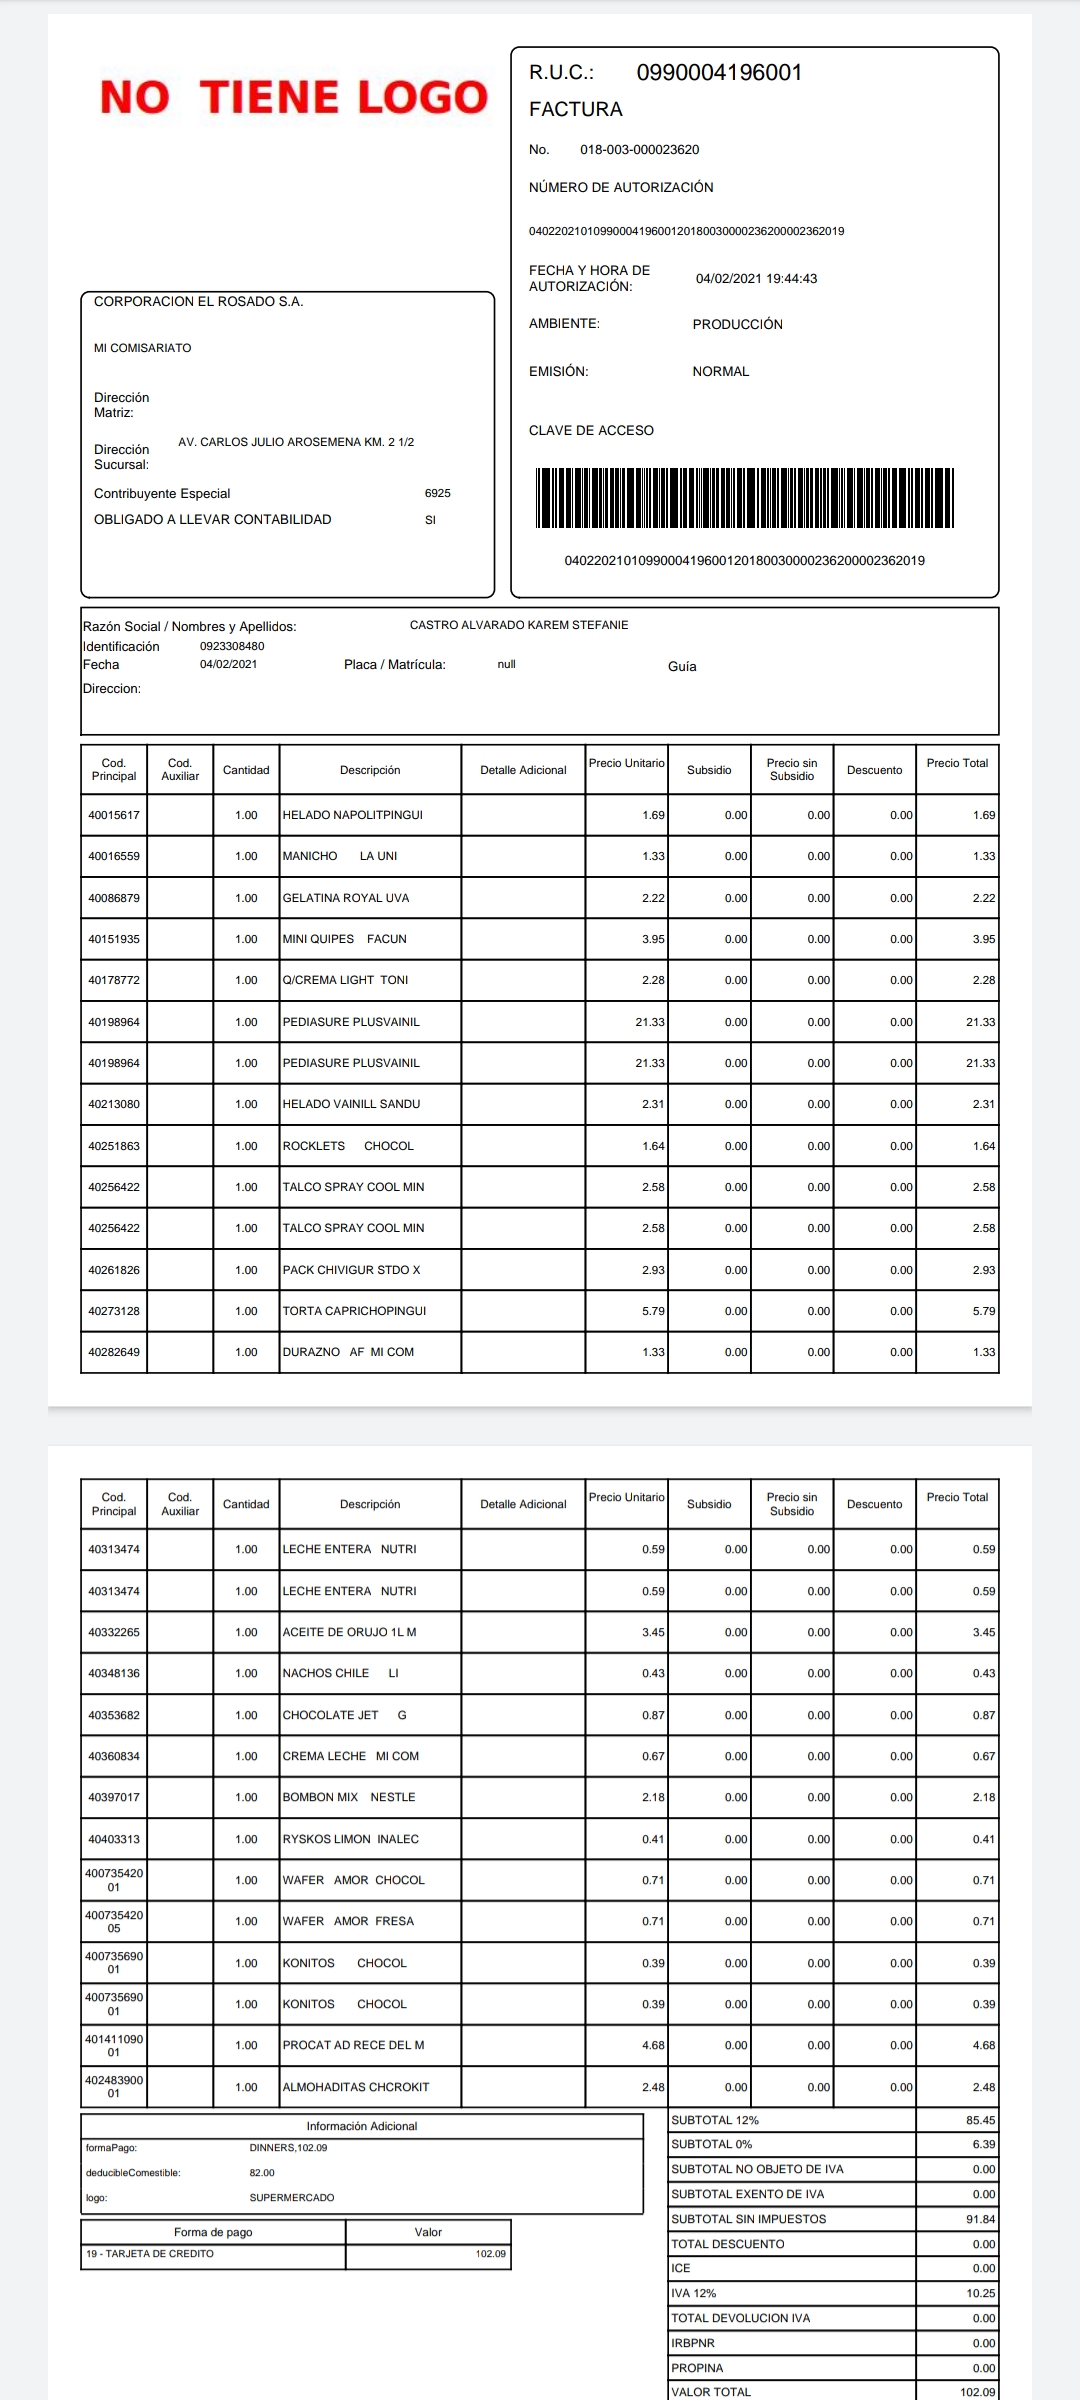 NO TIENE LOGO
R.U.C.: 0990004196001
FACTURA
No. 018-003-000023620
NÚMERO DE AUTORIZACIÓN
0402202101099000419600120180030000236200002362019
FECHA Y HORA DE
AUTORIZACIÓN: 04/02/2021 19:44:43
AMBIENTE: PRODUCCIÓN
EMISIÓN: NORMAL
CLAVE DE ACCESO
0402202101099000419600120180030000236200002362019
CORPORACION EL ROSADO S.A.
MI COMISARIATO
Dirección
Matriz:
Dirección
Sucursal: AV. CARLOS JULIO AROSEMENA KM. 2 1/2
Contribuyente Especial 6925
OBLIGADO A LLEVAR CONTABILIDAD SI
Razón Social / Nombres y Apellidos: CASTRO ALVARADO KAREM STEFANIE
Identificación 0923308480
Fecha 04/02/2021 Placa / Matrícula: null Guía
Direccion:
Cod. Principal Cod. Auxiliar Cantidad Descripción Detalle Adicional Precio Unitario Subsidio Precio sin Subsidio Descuento Precio Total
40015617 1.00 HELADO NAPOLITPINGUI 1.69 0.00 0.00 0.00 1.69
40016559 1.00 MANICHO LA UNI 1.33 0.00 0.00 0.00 1.33
40086879 1.00 GELATINA ROYAL UVA 2.22 0.00 0.00 0.00 2.22
40151935 1.00 MINI QUIPES FACUN 3.95 0.00 0.00 0.00 3.95
40178772 1.00 Q/CREMA LIGHT TONI 2.28 0.00 0.00 0.00 2.28
40198964 1.00 PEDIASURE PLUSVAINIL 21.33 0.00 0.00 0.00 21.33
40198964 1.00 PEDIASURE PLUSVAINIL 21.33 0.00 0.00 0.00 21.33
40213080 1.00 HELADO VAINILL SANDU 2.31 0.00 0.00 0.00 2.31
40251863 1.00 ROCKLETS CHOCOL 1.64 0.00 0.00 0.00 1.64
40256422 1.00 TALCO SPRAY COOL MIN 2.58 0.00 0.00 0.00 2.58
40256422 1.00 TALCO SPRAY COOL MIN 2.58 0.00 0.00 0.00 2.58
40261826 1.00 PACK CHIVIGUR STDO X 2.93 0.00 0.00 0.00 2.93
40273128 1.00 TORTA CAPRICHOPINGUI 5.79 0.00 0.00 0.00 5.79
40282649 1.00 DURAZNO AF MI COM 1.33 0.00 0.00 0.00 1.33
Cod. Principal Cod. Auxiliar Cantidad Descripción Detalle Adicional Precio Unitario Subsidio Precio sin Subsidio Descuento Precio Total
40313474 1.00 LECHE ENTERA NUTRI 0.59 0.00 0.00 0.00 0.59
40313474 1.00 LECHE ENTERA NUTRI 0.59 0.00 0.00 0.00 0.59
40332265 1.00 ACEITE DE ORUJO 1L M 3.45 0.00 0.00 0.00 3.45
40348136 1.00 NACHOS CHILE LI 0.43 0.00 0.00 0.00 0.43
40353682 1.00 CHOCOLATE JET G 0.87 0.00 0.00 0.00 0.87
40360834 1.00 CREMA LECHE MI COM 0.67 0.00 0.00 0.00 0.67
40397017 1.00 BOMBON MIX NESTLE 2.18 0.00 0.00 0.00 2.18
40403313 1.00 RYSKOS LIMON INALEC 0.41 0.00 0.00 0.00 0.41
40073542001 1.00 WAFER AMOR CHOCOL 0.71 0.00 0.00 0.00 0.71
40073542005 1.00 WAFER AMOR FRESA 0.71 0.00 0.00 0.00 0.71
40073569001 1.00 KONITOS CHOCOL 0.39 0.00 0.00 0.00 0.39
40073569001 1.00 KONITOS CHOCOL 0.39 0.00 0.00 0.00 0.39
40141109001 1.00 PROCAT AD RECE DEL M 4.68 0.00 0.00 0.00 4.68
40248390001 1.00 ALMOHADITAS CHCROKIT 2.48 0.00 0.00 0.00 2.48
Información Adicional
formaPago: DINNERS,102.09
deducibleComestible: 82.00
logo: SUPERMERCADO
Forma de pago Valor
19 - TARJETA DE CREDITO 102.09
SUBTOTAL 12% 85.45
SUBTOTAL 0% 6.39
SUBTOTAL NO OBJETO DE IVA 0.00
SUBTOTAL EXENTO DE IVA 0.00
SUBTOTAL SIN IMPUESTOS 91.84
TOTAL DESCUENTO 0.00
ICE 0.00
IVA 12% 10.25
TOTAL DEVOLUCION IVA 0.00
IRBPNR 0.00
PROPINA 0.00
VALOR TOTAL 102.09